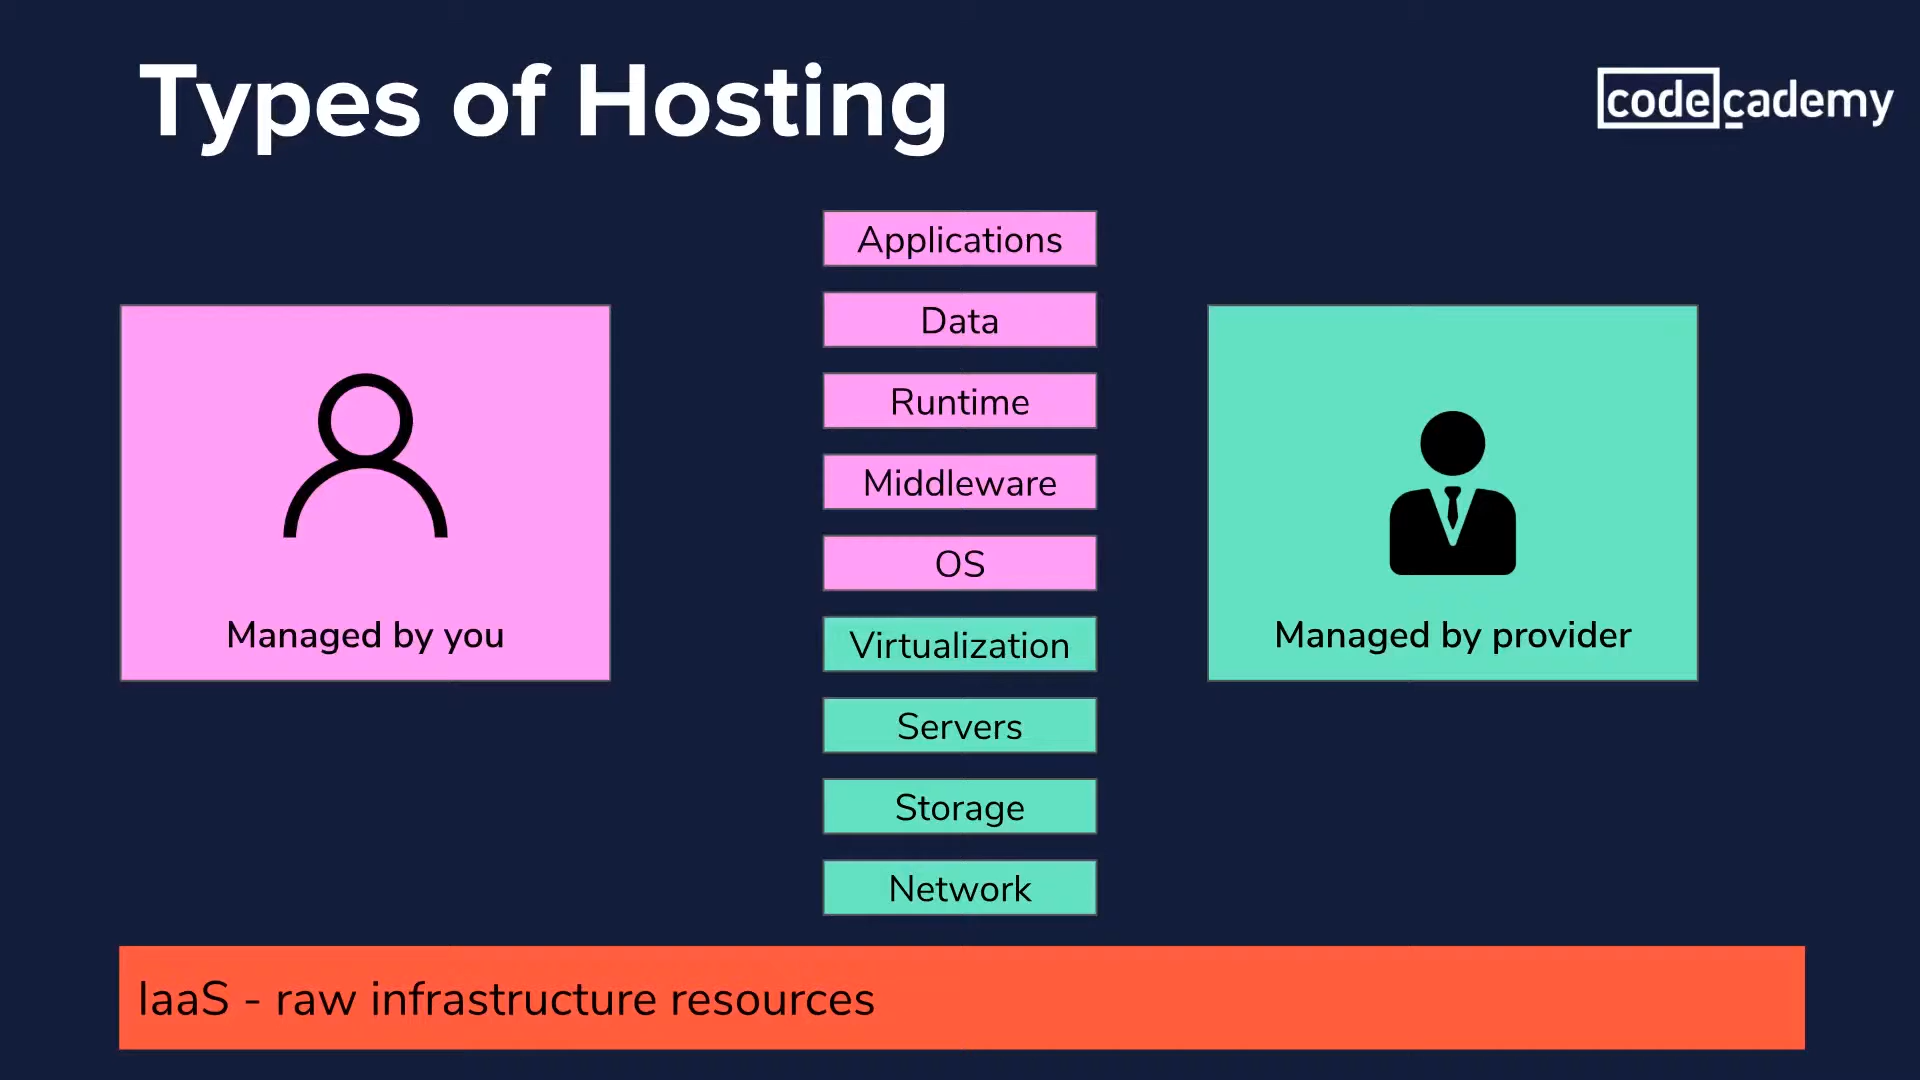 Types of Hosting
codecademy
Applications
Data
Runtime
Middleware
OS
Virtualization
Servers
Storage
Network
Managed by you
Managed by provider
IaaS - raw infrastructure resources